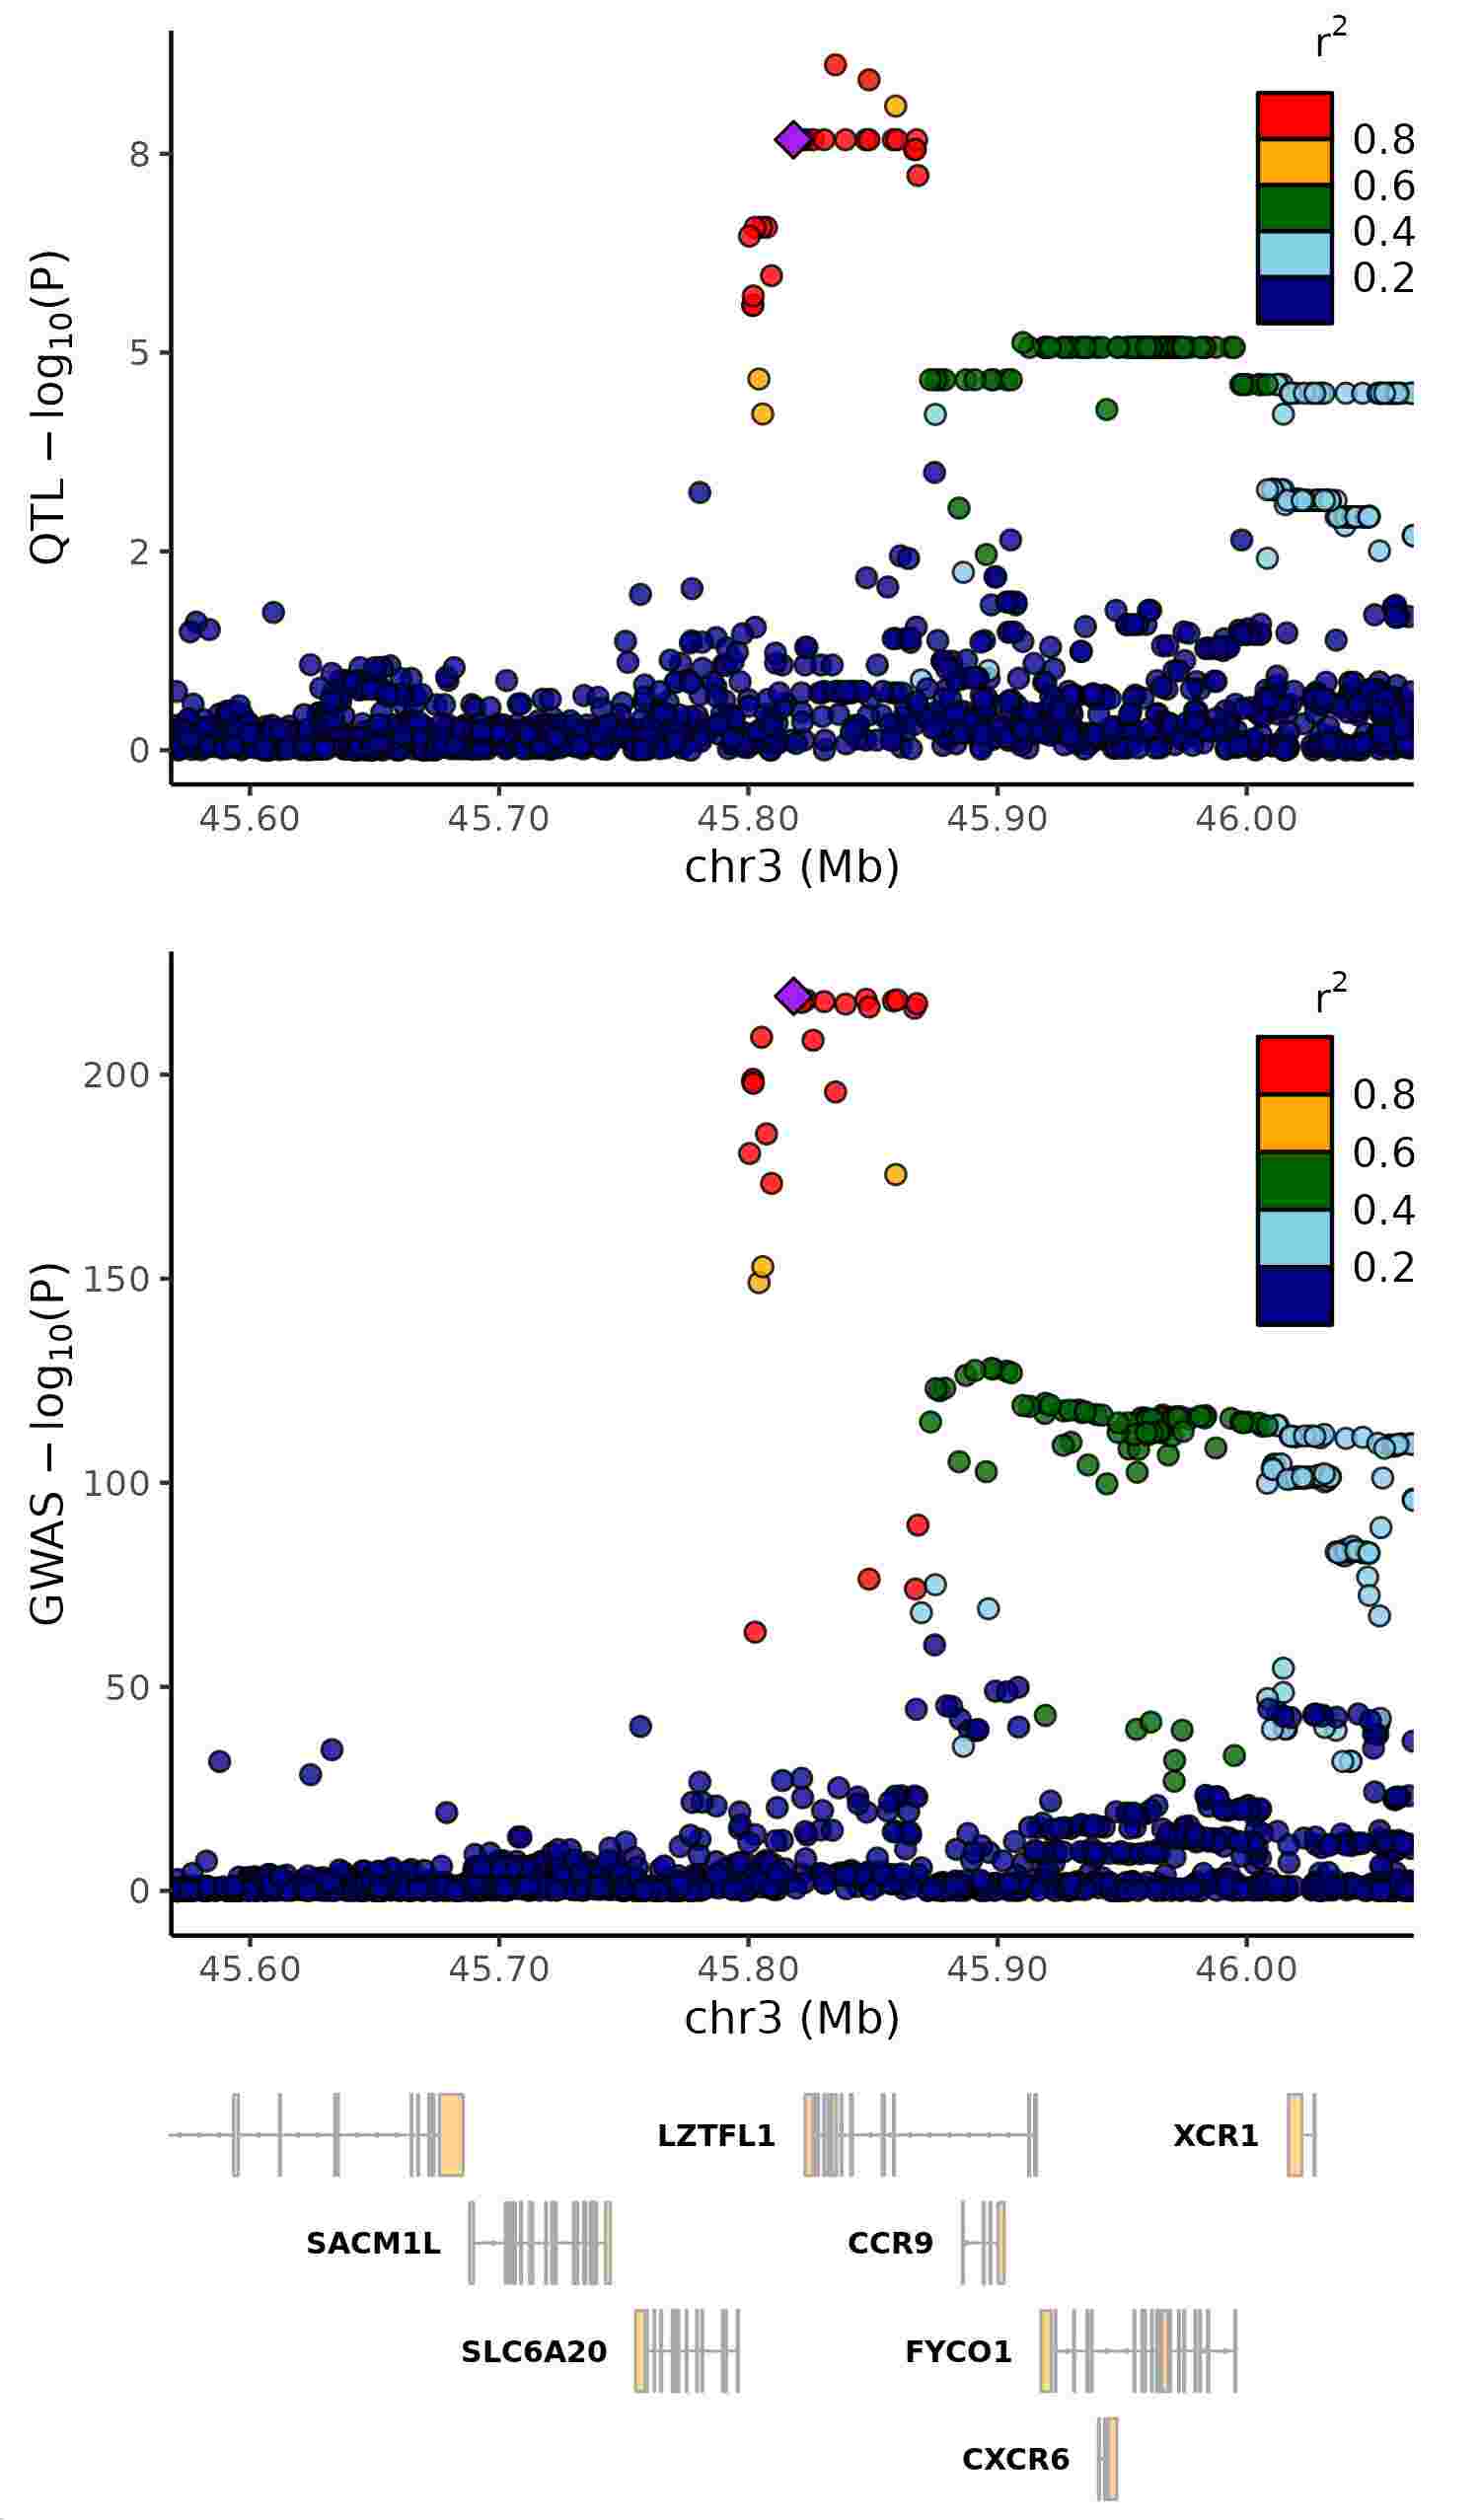 r²
0.8
0.6
0.4
0.2
QTL −log₁₀(P)
8
5
2
0
45.60 45.70 45.80 45.90 46.00
chr3 (Mb)
r²
0.8
0.6
0.4
0.2
GWAS −log₁₀(P)
200
150
100
50
0
45.60 45.70 45.80 45.90 46.00
chr3 (Mb)
LZTFL1 XCR1
SACM1L CCR9
SLC6A20 FYCO1
CXCR6